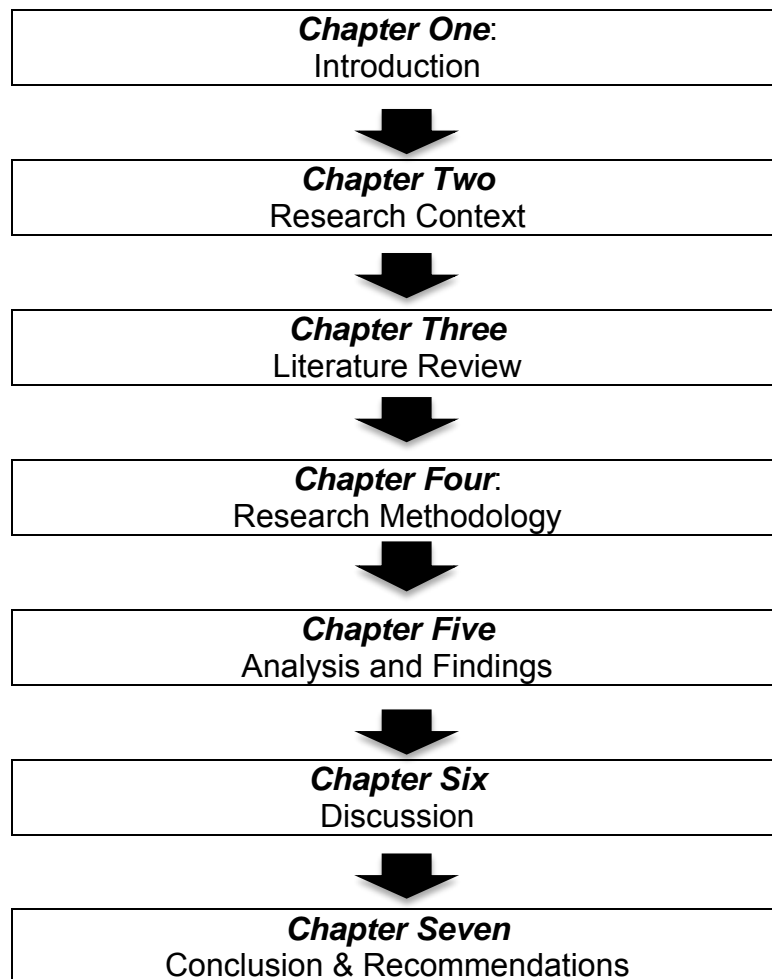 Chapter One:
Introduction
Chapter Two
Research Context
Chapter Three
Literature Review
Chapter Four:
Research Methodology
Chapter Five
Analysis and Findings
Chapter Six
Discussion
Chapter Seven
Conclusion & Recommendations